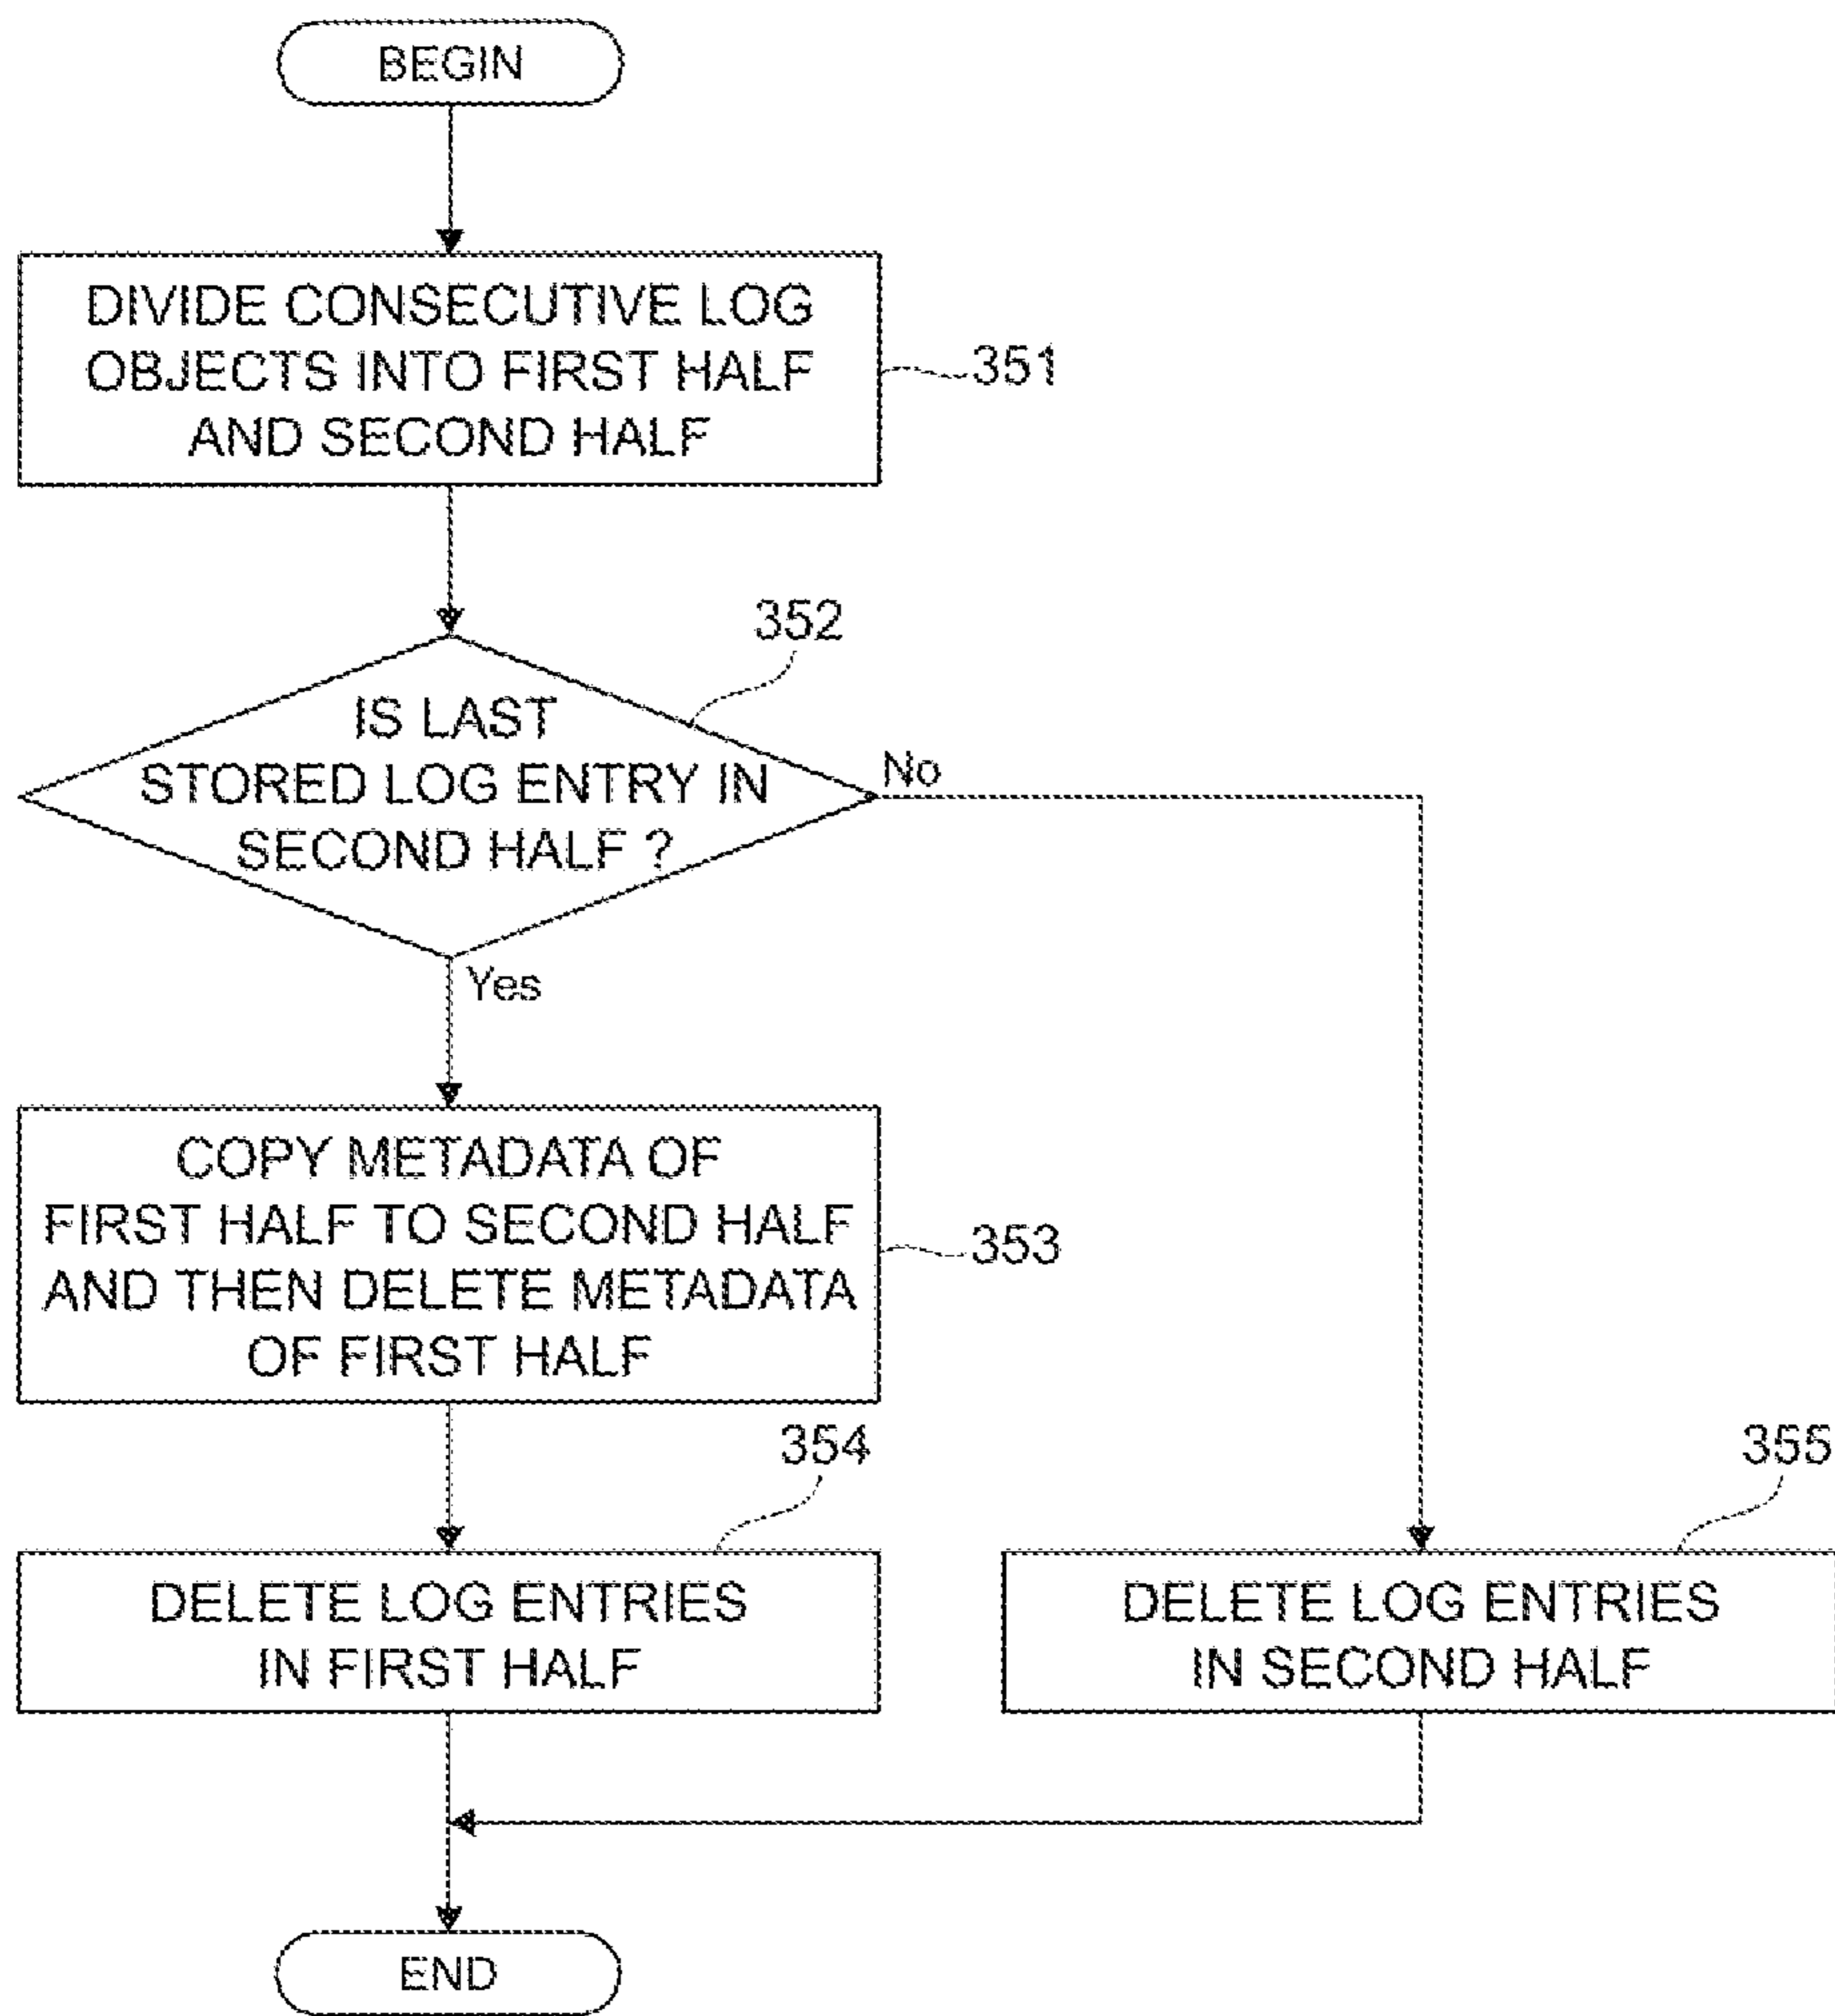 BEGIN
DIVIDE CONSECUTIVE LOG
OBJECTS INTO FIRST HALF
AND SECOND HALF
351
352
IS LAST
STORED LOG ENTRY IN
SECOND HALF ?
No
Yes
COPY METADATA OF
FIRST HALF TO SECOND HALF
AND THEN DELETE METADATA
OF FIRST HALF
353
354
355
DELETE LOG ENTRIES
IN FIRST HALF
DELETE LOG ENTRIES
IN SECOND HALF
END